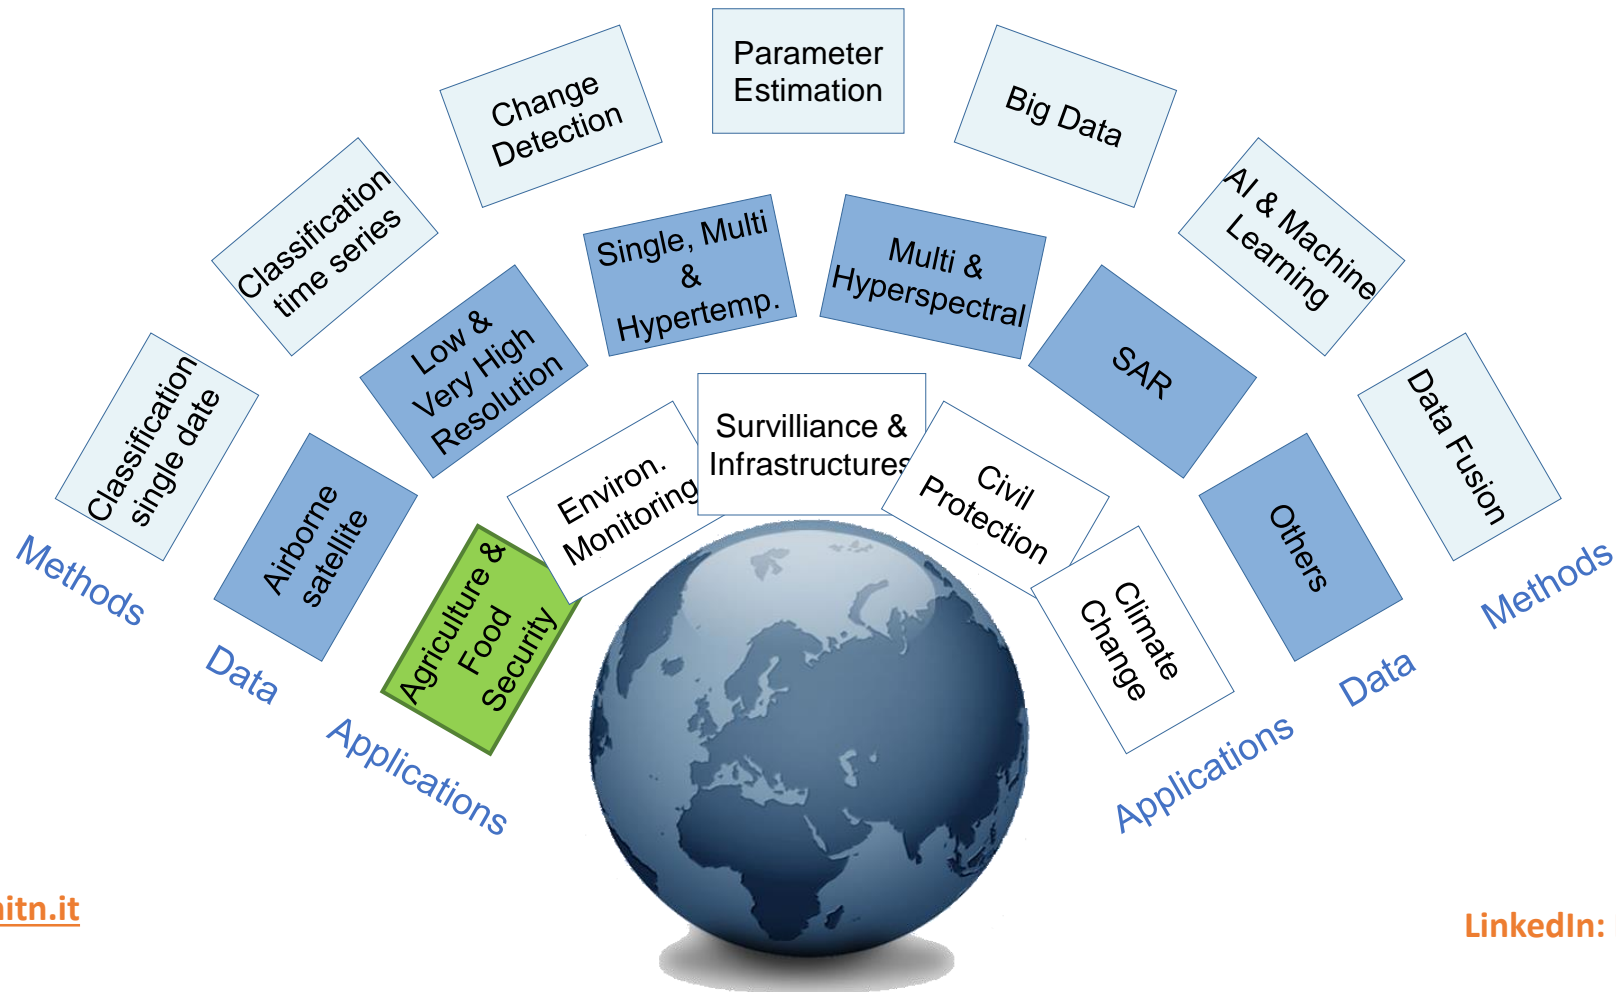 Parameter
Estimation
Change
Detection
Big Data
Classification
time series
AI & Machine
Learning
Classification
single date
Data Fusion
Single, Multi
&
Hypertemp.
Multi &
Hyperspectral
Low &
Very High
Resolution
SAR
Airborne
satellite
Others
Survilliance &
Infrastructures
Environ.
Monitoring
Civil
Protection
Agriculture &
Food
Security
Climate
Change
Methods
Data
Applications
Applications
Data
Methods
nitn.it
LinkedIn: